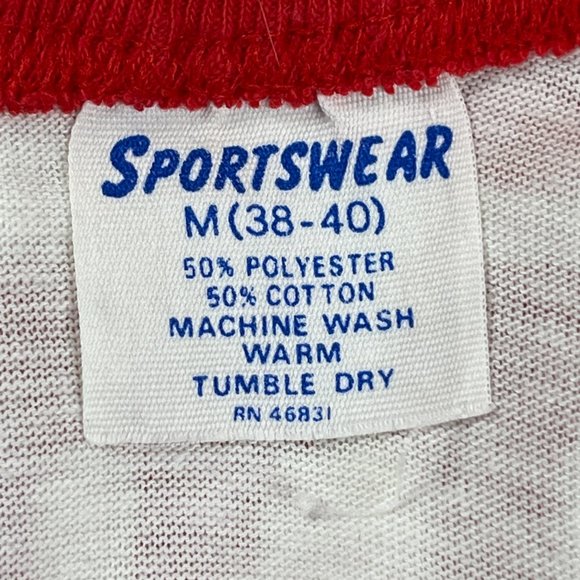 SPORTSWEAR
M (38-40)
50% POLYESTER
50% COTTON
MACHINE WASH
WARM
TUMBLE DRY
RN 46831